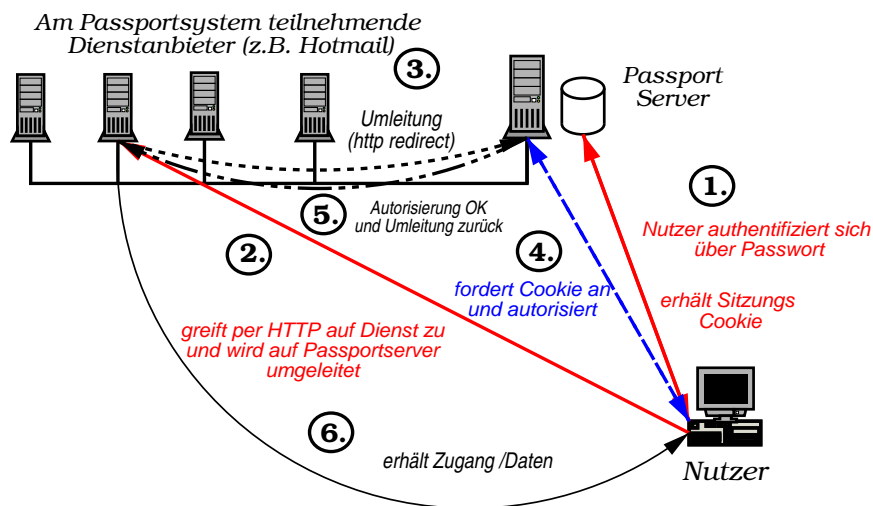 Am Passportsystem teilnehmende
Dienstanbieter (z.B. Hotmail)
3.
Passport
Server
Umleitung
(http redirect)
1.
5.
Autorisierung OK
und Umleitung zurück
Nutzer authentifiziert sich
über Passwort
2.
4.
fordert Cookie an
und autorisiert
erhält Sitzungs
Cookie
greift per HTTP auf Dienst zu
und wird auf Passportserver
umgeleitet
6.
erhält Zugang /Daten
Nutzer